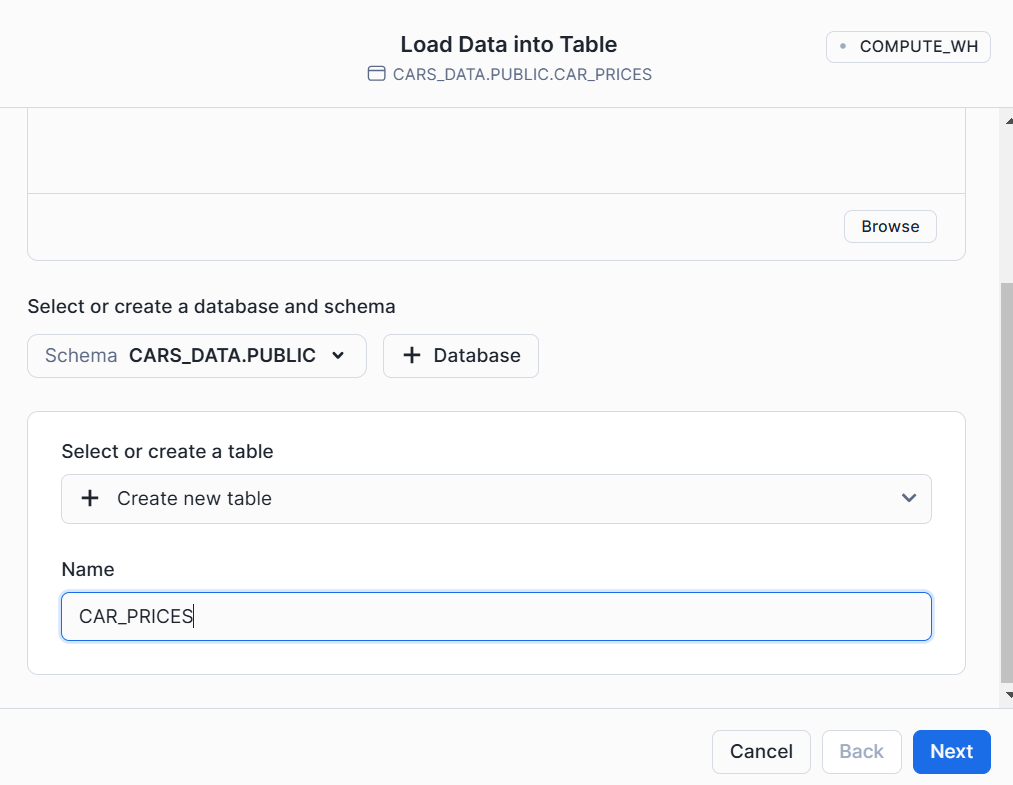 Load Data into Table
CARS_DATA.PUBLIC.CAR_PRICES
COMPUTE_WH
Browse
Select or create a database and schema
Schema CARS_DATA.PUBLIC
+ Database
Select or create a table
+ Create new table
Name
CAR_PRICES
Cancel Back Next